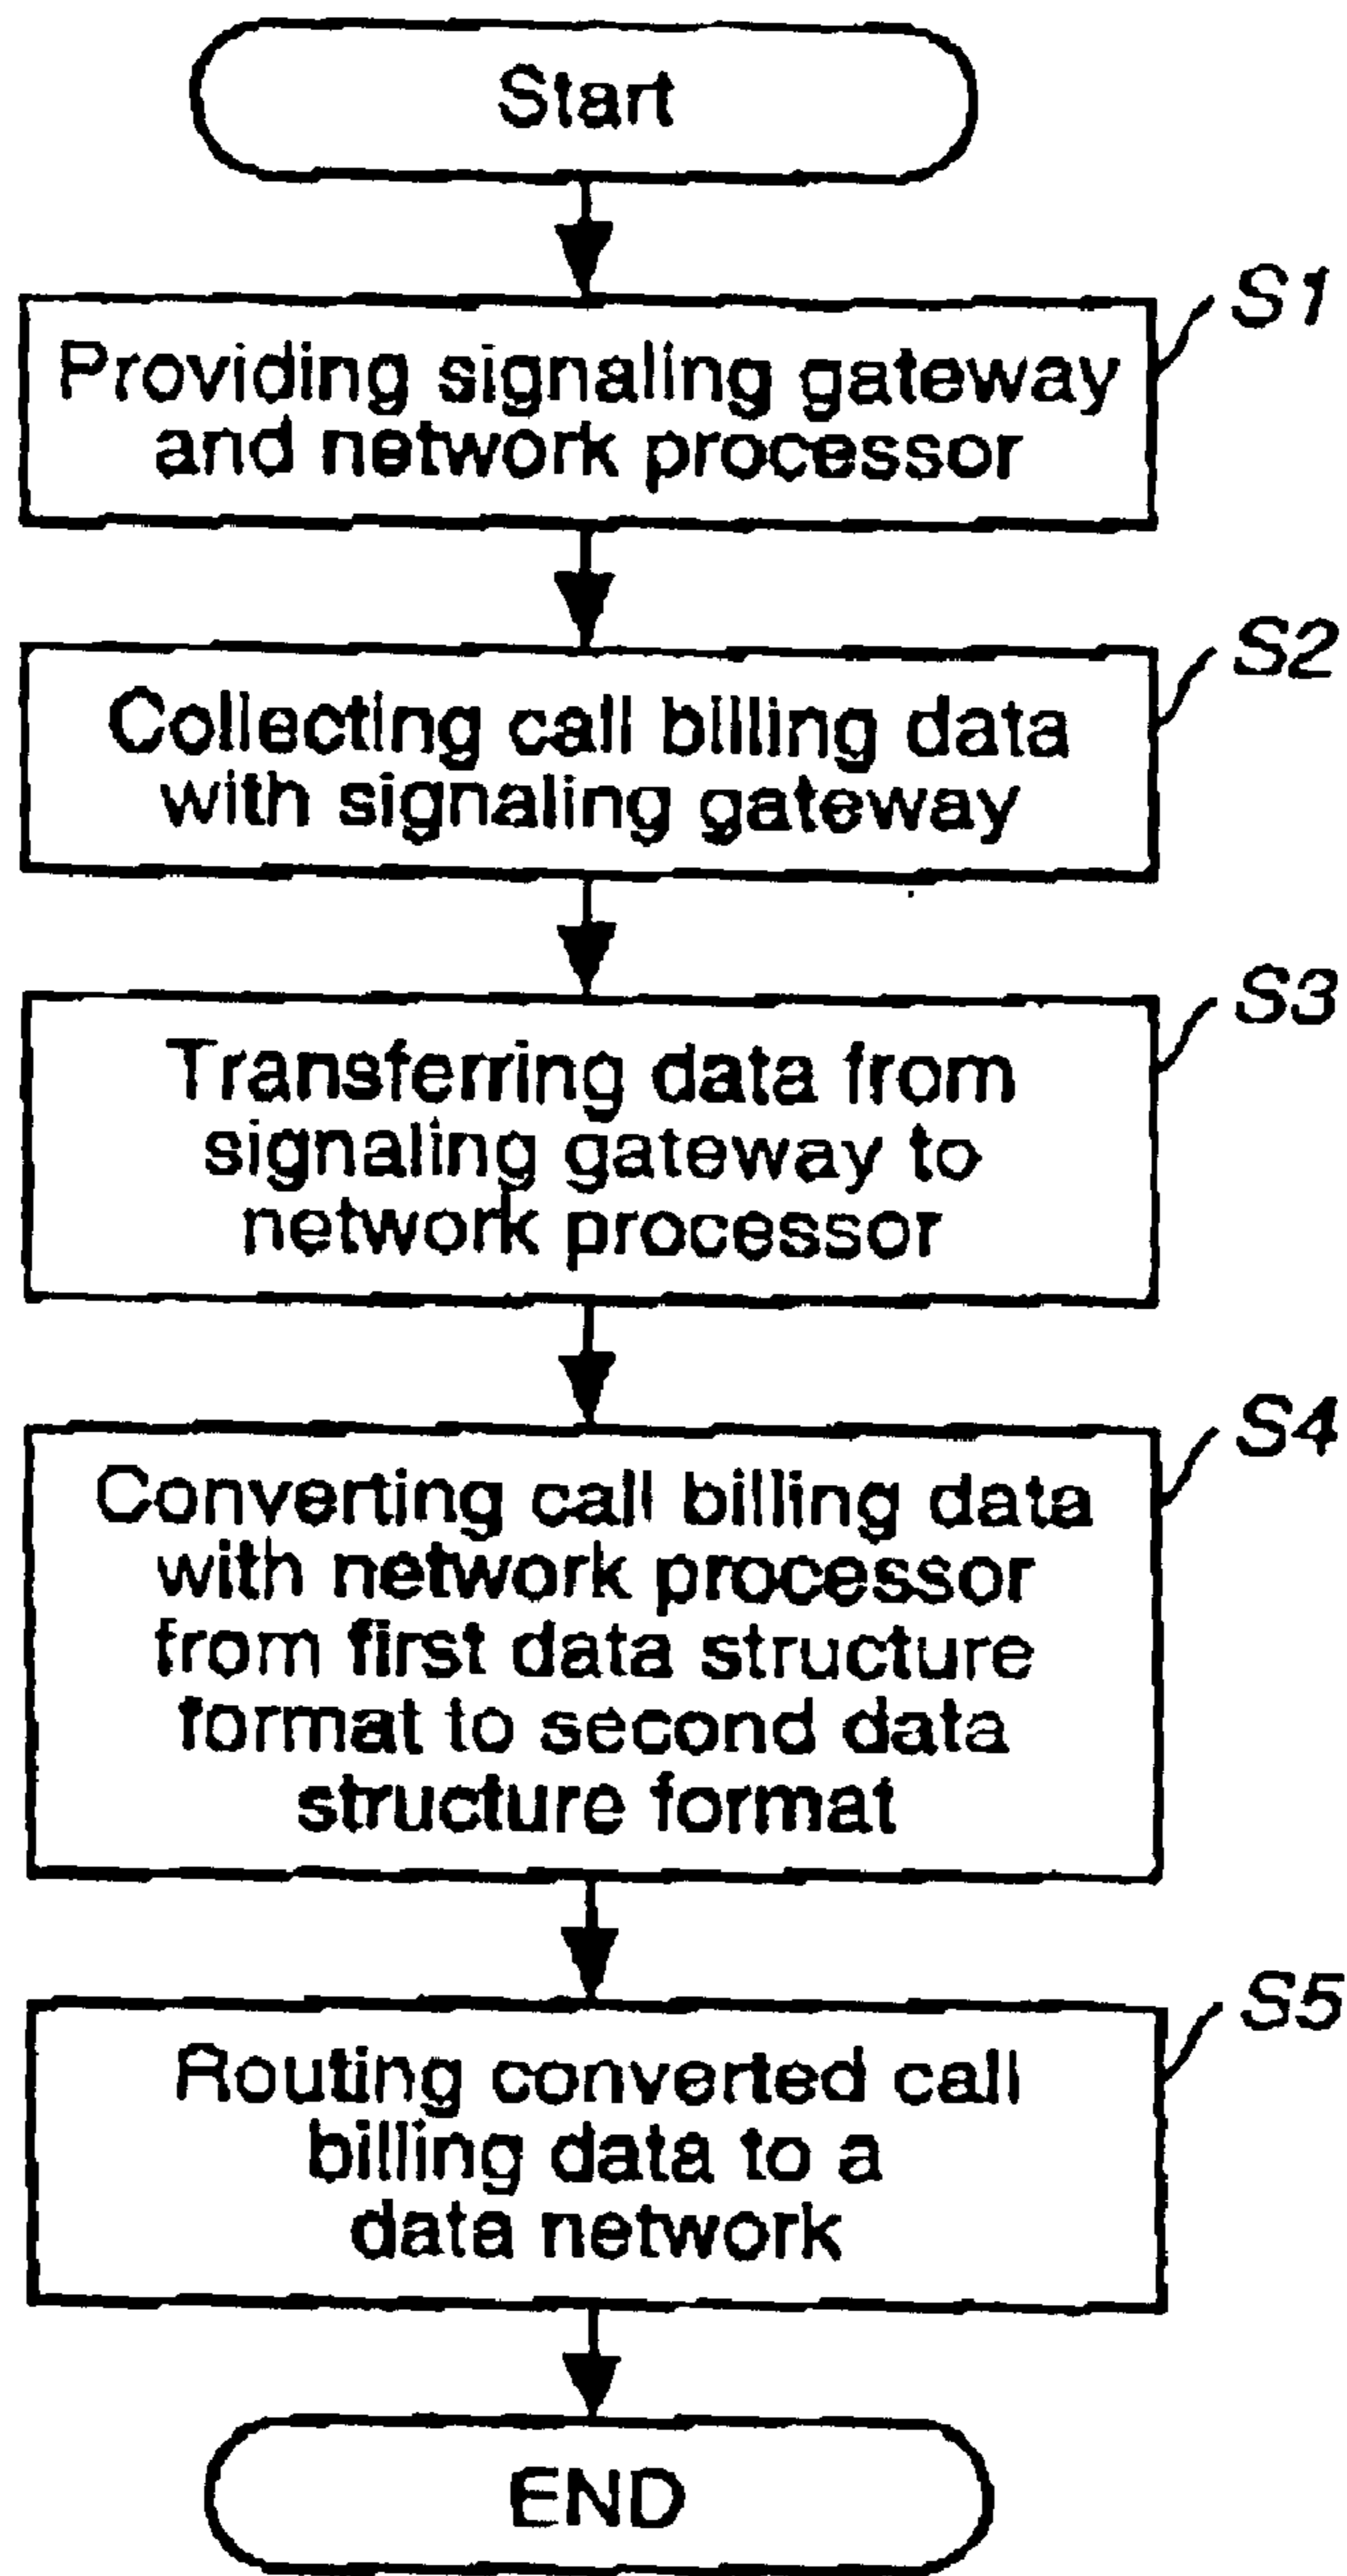 Start
S1
Providing signaling gateway
and network processor
S2
Collecting call billing data
with signaling gateway
S3
Transferring data from
signaling gateway to
network processor
S4
Converting call billing data
with network processor
from first data structure
format to second data
structure format
S5
Routing converted call
billing data to a
data network
END